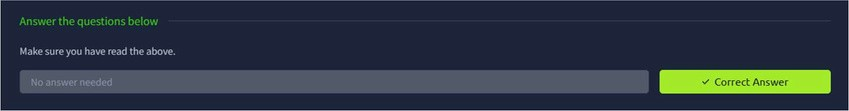 Answer the questions below
Make sure you have read the above.
No answer needed
✓ Correct Answer